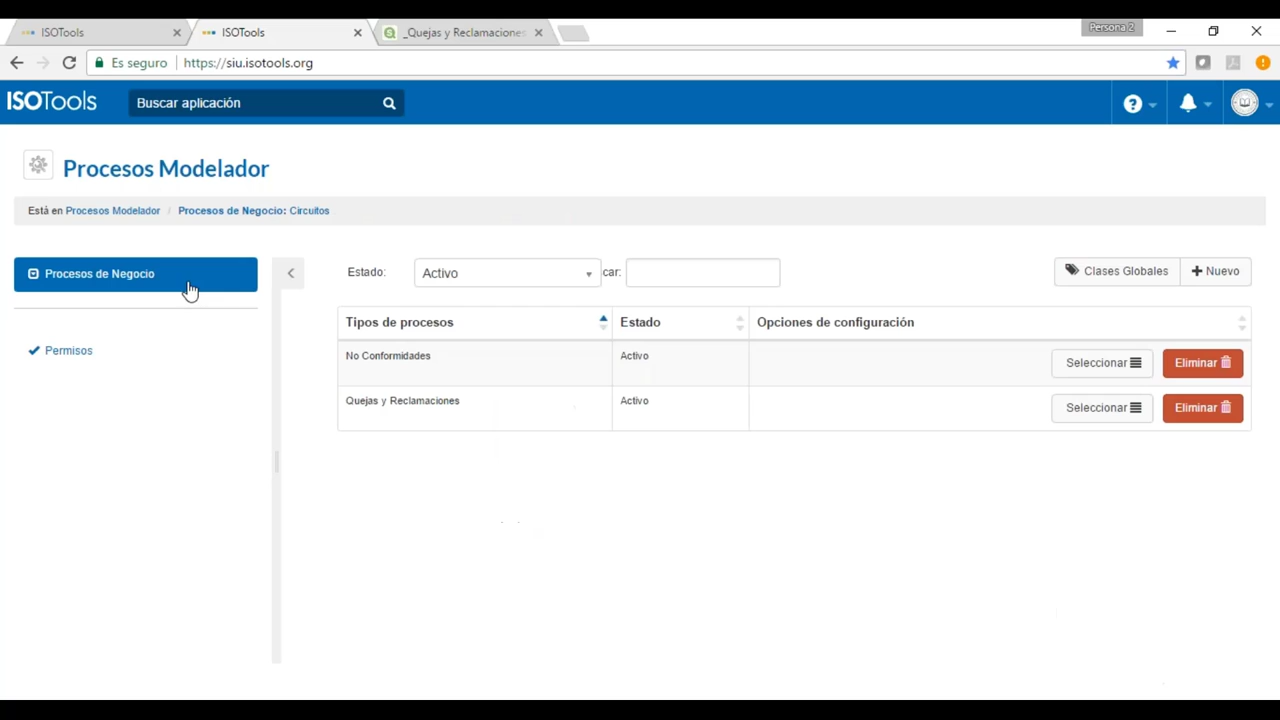 ISOTools
ISOTools
_Quejas y Reclamaciones
Persona 2
Es seguro https://siu.isotools.org
ISOTools
Buscar aplicación
Procesos Modelador
Está en Procesos Modelador / Procesos de Negocio: Circuitos
Procesos de Negocio
Permisos
Estado: Activo car:
Clases Globales
Nuevo
Tipos de procesos Estado Opciones de configuración
No Conformidades Activo Seleccionar Eliminar
Quejas y Reclamaciones Activo Seleccionar Eliminar